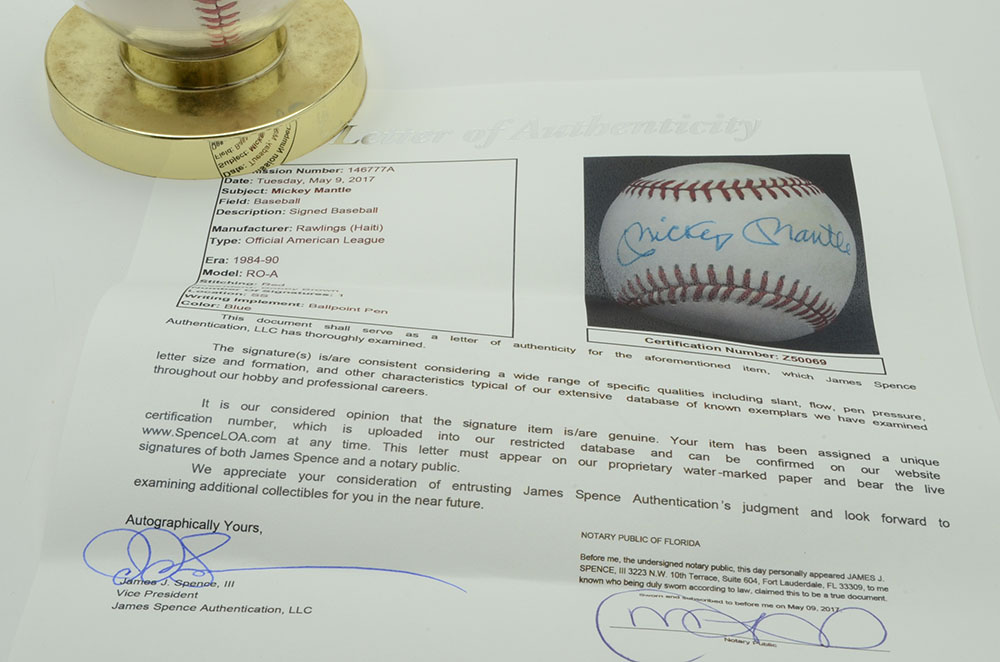 Letter of Authenticity
ission Number: 146777A
Date: Tuesday, May 9, 2017
Subject: Mickey Mantle
Field: Baseball
Description: Signed Baseball
Manufacturer: Rawlings (Haiti)
Type: Official American League
Era: 1984-90
Model: RO-A
Stitching: Red
Signatures: 1
Writing Implement: Ballpoint Pen
Color: Blue
Mickey Mantle
Certification Number: Z50069
This document shall serve as a letter of authenticity for the aforementioned item, which James Spence
Authentication, LLC has thoroughly examined.
The signature(s) is/are consistent considering a wide range of specific qualities including slant, flow, pen pressure,
letter size and formation, and other characteristics typical of our extensive database of known exemplars we have examined
throughout our hobby and professional careers.
It is our considered opinion that the signature item is/are genuine. Your item has been assigned a unique
certification number, which is uploaded into our restricted database and can be confirmed on our website
www.SpenceLOA.com at any time. This letter must appear on our proprietary water-marked paper and bear the live
signatures of both James Spence and a notary public.
We appreciate your consideration of entrusting James Spence Authentication's judgment and look forward to
examining additional collectibles for you in the near future.
Autographically Yours,
James J. Spence, III
Vice President
James Spence Authentication, LLC
NOTARY PUBLIC OF FLORIDA
Before me, the undersigned notary public, this day personally appeared JAMES J.
SPENCE, III 3223 N.W. 10th Terrace, Suite 604, Fort Lauderdale, FL 33309, to me
known who being duly sworn according to law, claimed this to be a true document.
Sworn and subscribed to before me on May 09, 2017
Notary Public